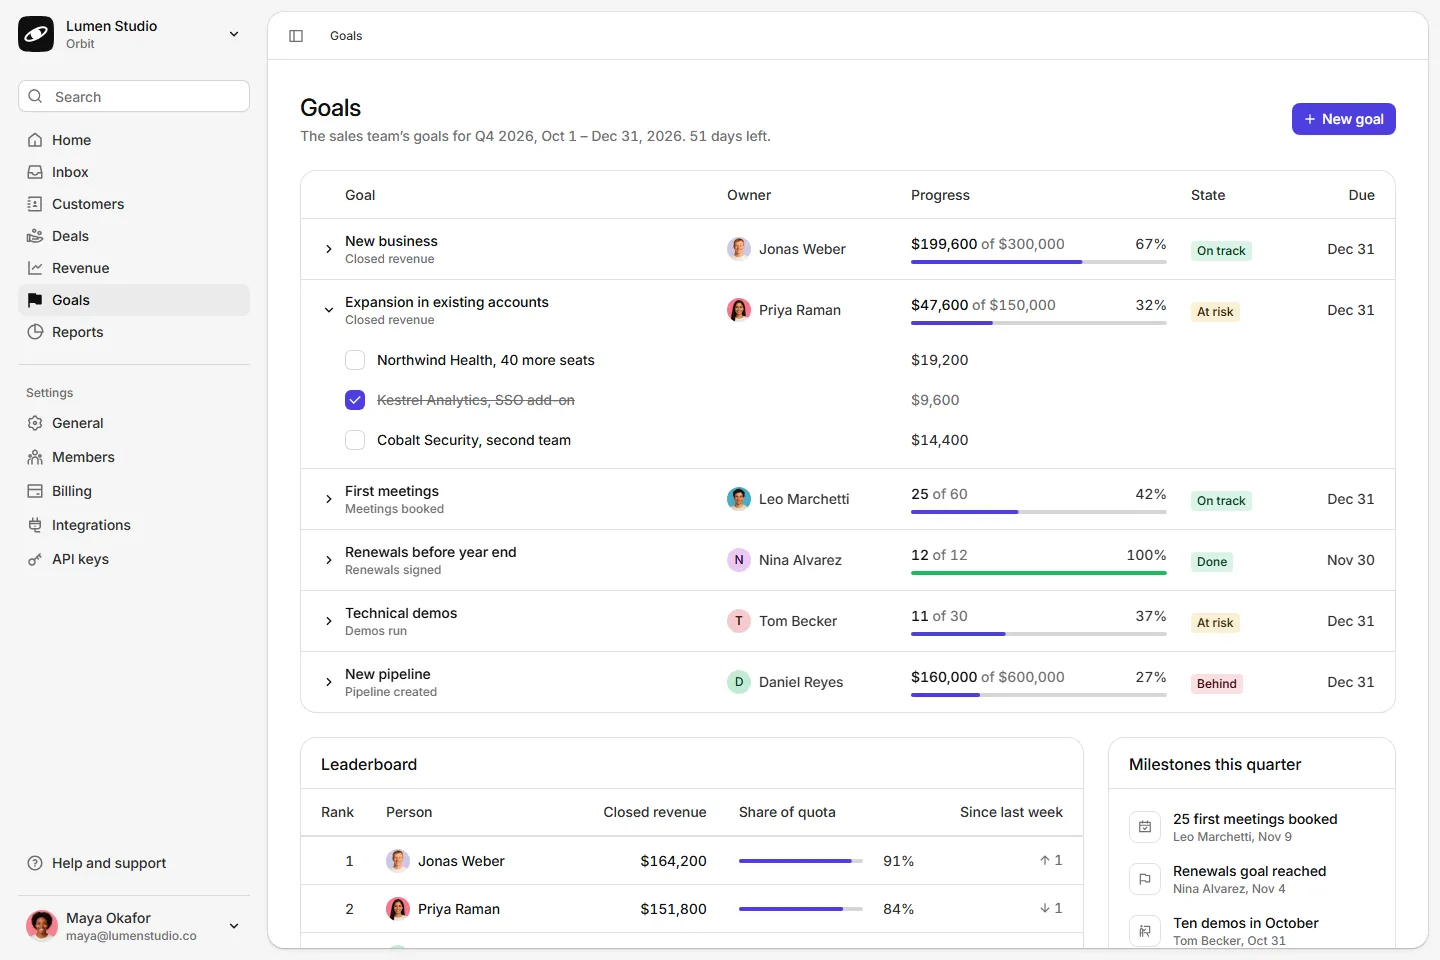 Lumen Studio
Orbit
Search
Home
Inbox
Customers
Deals
Revenue
Goals
Reports
Settings
General
Members
Billing
Integrations
API keys
Help and support
Maya Okafor
maya@lumenstudio.co
Goals
Goals
The sales team’s goals for Q4 2026, Oct 1 – Dec 31, 2026. 51 days left.
New goal
Goal Owner Progress State Due
New business
Closed revenue
Jonas Weber
$199,600 of $300,000 67%
On track
Dec 31
Expansion in existing accounts
Closed revenue
Priya Raman
$47,600 of $150,000 32%
At risk
Dec 31
Northwind Health, 40 more seats $19,200
Kestrel Analytics, SSO add-on $9,600
Cobalt Security, second team $14,400
First meetings
Meetings booked
Leo Marchetti
25 of 60 42%
On track
Dec 31
Renewals before year end
Renewals signed
N Nina Alvarez
12 of 12 100%
Done
Nov 30
Technical demos
Demos run
T Tom Becker
11 of 30 37%
At risk
Dec 31
New pipeline
Pipeline created
D Daniel Reyes
$160,000 of $600,000 27%
Behind
Dec 31
Leaderboard
Rank Person Closed revenue Share of quota Since last week
1 Jonas Weber $164,200 91% ↑ 1
2 Priya Raman $151,800 84% ↓ 1
Milestones this quarter
25 first meetings booked
Leo Marchetti, Nov 9
Renewals goal reached
Nina Alvarez, Nov 4
Ten demos in October
Tom Becker, Oct 31